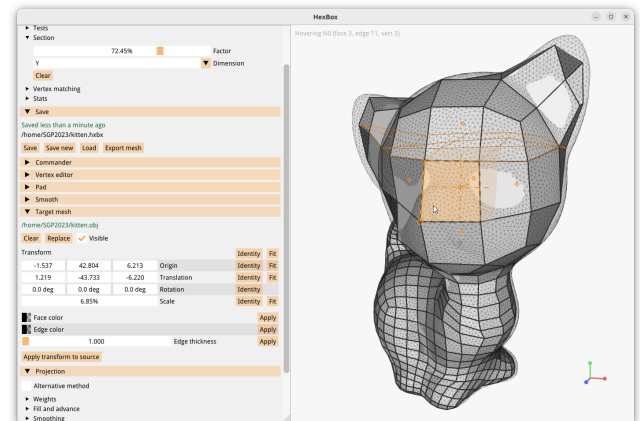 HexBox
Tests
Section
72.45% Factor
Y Dimension
Clear
Vertex matching
Stats
Save
Saved less than a minute ago
/home/SGP2023/kitten.hxbx
Save Save new Load Export mesh
Commander
Vertex editor
Pad
Smooth
Target mesh
/home/SGP2023/kitten.obj
Clear Replace Visible
Transform Identity Fit
-1.537 42.804 6.213 Origin Identity Fit
1.219 -43.733 -6.220 Translation Identity Fit
0.0 deg 0.0 deg 0.0 deg Rotation Identity
6.85% Scale Identity Fit
Face color Apply
Edge color Apply
1.000 Edge thickness Apply
Apply transform to source
Projection
Alternative method
Weights
Fill and advance
Smoothing
Hovering N0 (face 3, edge 11, vert 3)